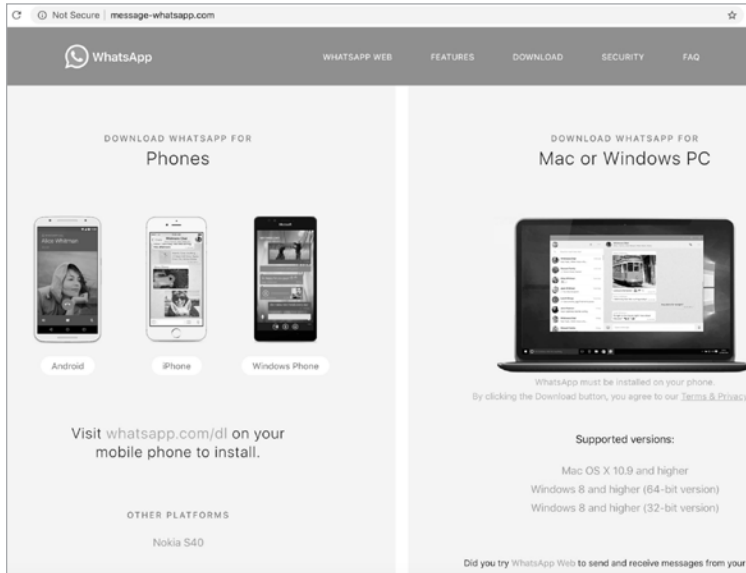 Not Secure | message-whatsapp.com
WhatsApp
WHATSAPP WEB
FEATURES
DOWNLOAD
SECURITY
FAQ
DOWNLOAD WHATSAPP FOR
Phones
Android
iPhone
Windows Phone
Visit whatsapp.com/dl on your
mobile phone to install.
OTHER PLATFORMS
Nokia S40
DOWNLOAD WHATSAPP FOR
Mac or Windows PC
WhatsApp must be installed on your phone.
By clicking the Download button, you agree to our Terms & Privacy
Supported versions:
Mac OS X 10.9 and higher
Windows 8 and higher (64-bit version)
Windows 8 and higher (32-bit version)
Did you try WhatsApp Web to send and receive messages from your